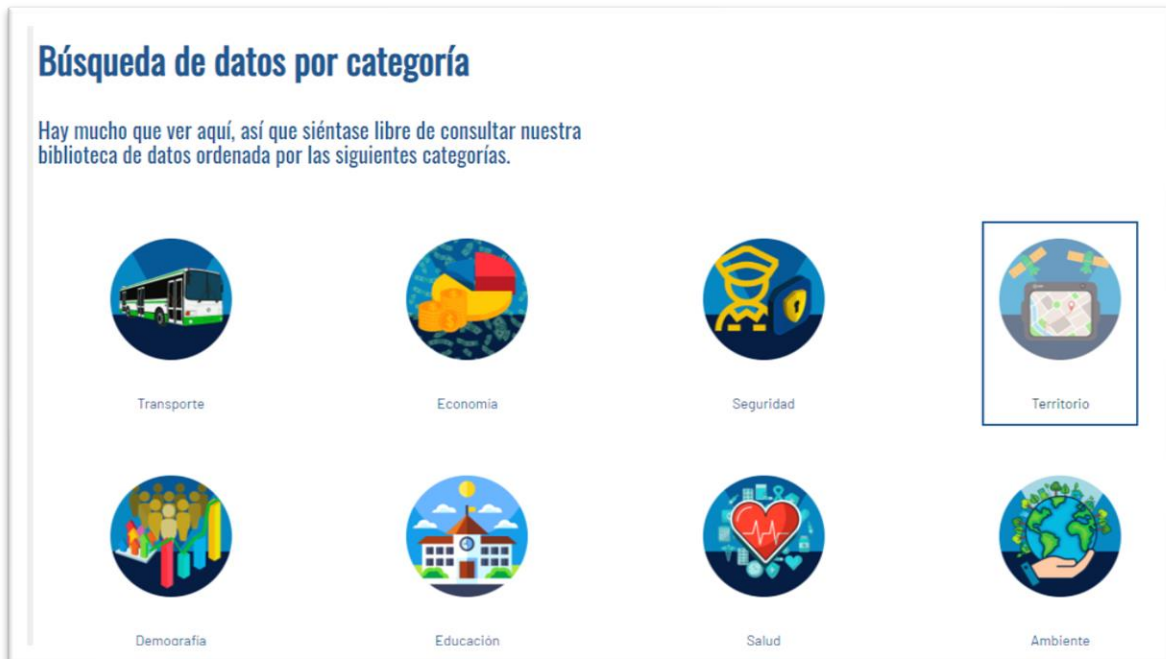 Búsqueda de datos por categoría
Hay mucho que ver aquí, así que siéntase libre de consultar nuestra
biblioteca de datos ordenada por las siguientes categorías.
Transporte
Economía
Seguridad
Territorio
Demografía
Educación
Salud
Ambiente